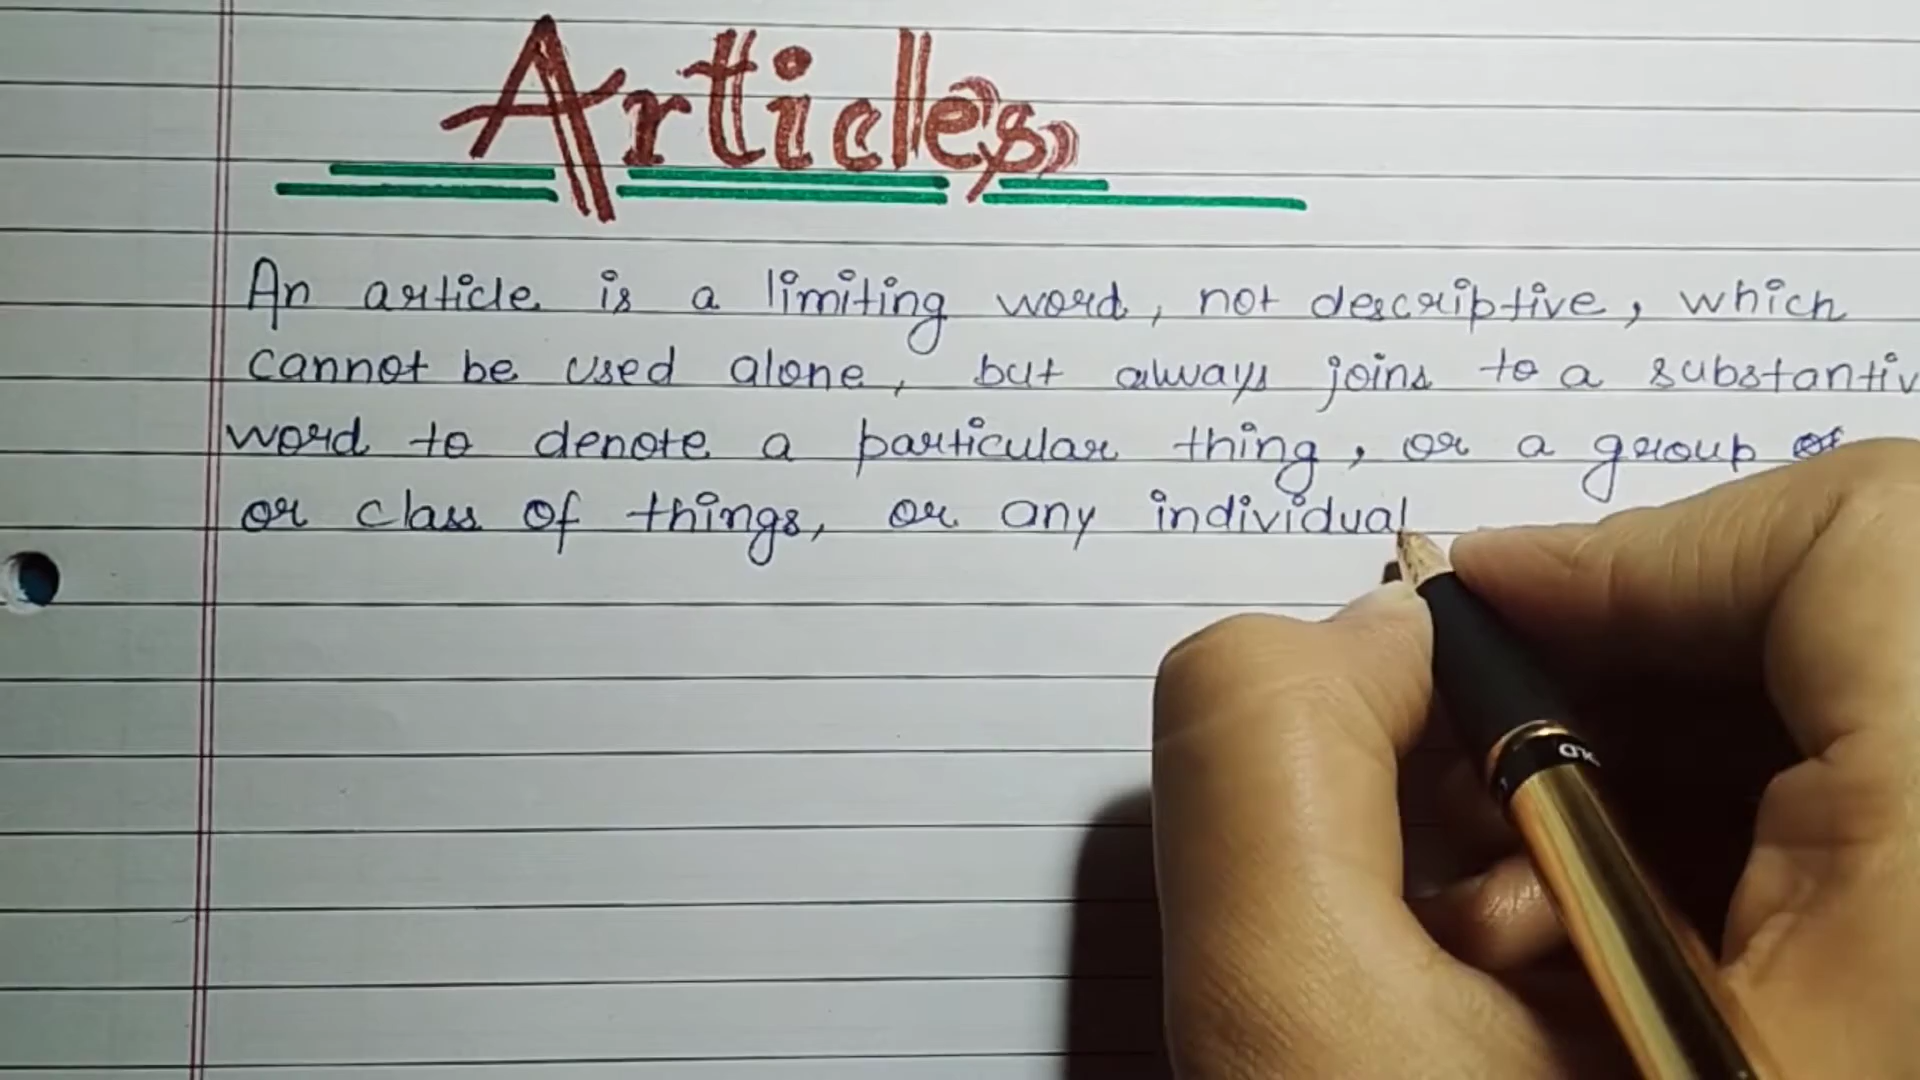 Articles
An article is a limiting word, not descriptive, which
cannot be used alone, but always joins to a substantiv
word to denote a particular thing, or a group
or class of things, or any individual